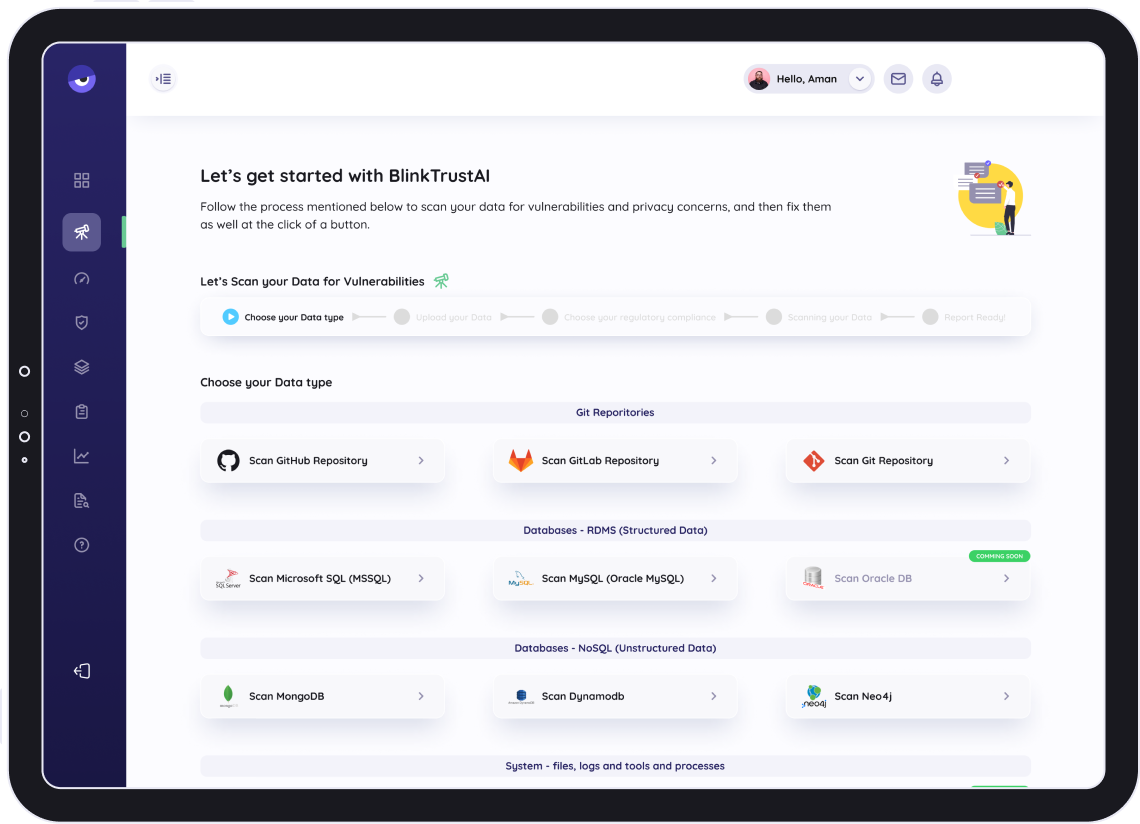 Hello, Aman
Let's get started with BlinkTrustAI
Follow the process mentioned below to scan your data for vulnerabilities and privacy concerns, and then fix them
as well at the click of a button.
Let's Scan your Data for Vulnerabilities
Choose your Data type
Upload your Data
Choose your regulatory compliance
Scanning your Data
Report Ready!
Choose your Data type
Git Reporitories
Scan GitHub Repository
Scan GitLab Repository
Scan Git Repository
Databases - RDMS (Structured Data)
COMMING SOON
SQL Server
Scan Microsoft SQL (MSSQL)
MySQL
Scan MySQL (Oracle MySQL)
ORACLE
Scan Oracle DB
Databases - NoSQL (Unstructured Data)
mongoDB
Scan MongoDB
Scan Dynamodb
neo4j
Scan Neo4j
System - files, logs and tools and processes